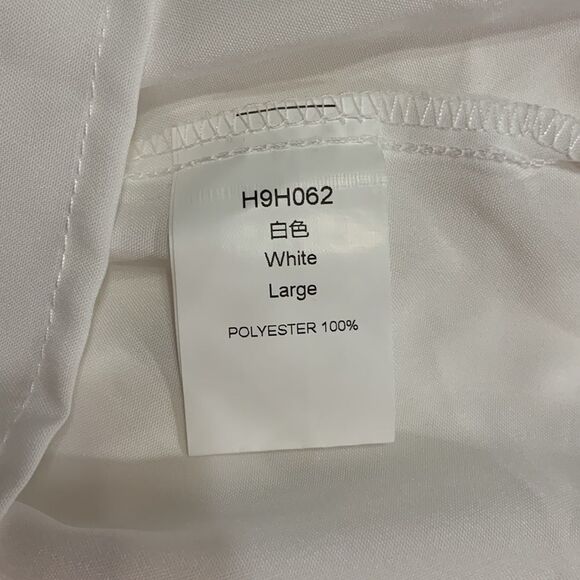 H9H062
白色
White
Large
POLYESTER 100%